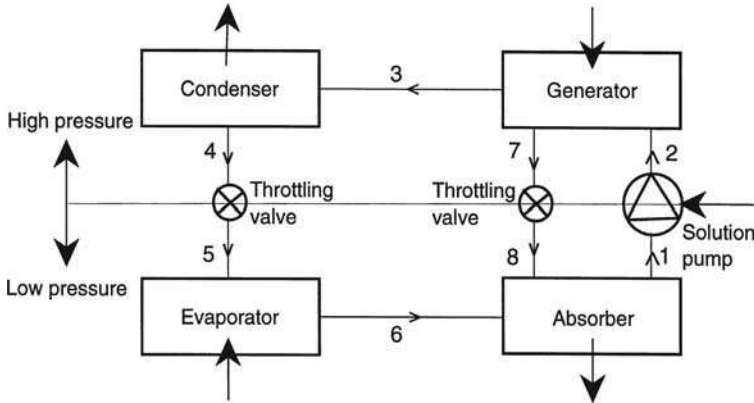 3
Condenser
Generator
High pressure
4
7
2
Throttling
valve
Throttling
valve
Solution
pump
5
8
1
Low pressure
Evaporator
6
Absorber